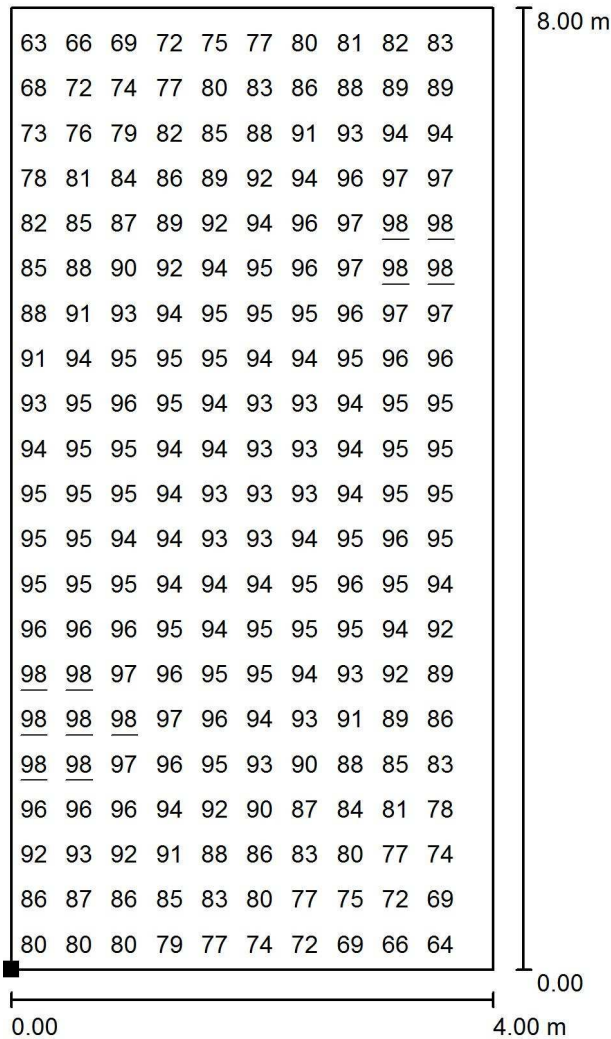 8.00 m
63 66 69 72 75 77 80 81 82 83
68 72 74 77 80 83 86 88 89 89
73 76 79 82 85 88 91 93 94 94
78 81 84 86 89 92 94 96 97 97
82 85 87 89 92 94 96 97 98 98
85 88 90 92 94 95 96 97 98 98
88 91 93 94 95 95 95 96 97 97
91 94 95 95 95 94 94 95 96 96
93 95 96 95 94 93 93 94 95 95
94 95 95 94 94 93 93 94 95 95
95 95 95 94 93 93 93 94 95 95
95 95 94 94 93 93 94 95 96 95
95 95 95 94 94 94 95 96 95 94
96 96 96 95 94 95 95 95 94 92
98 98 97 96 95 95 94 93 92 89
98 98 98 97 96 94 93 91 89 86
98 98 97 96 95 93 90 88 85 83
96 96 96 94 92 90 87 84 81 78
92 93 92 91 88 86 83 80 77 74
86 87 86 85 83 80 77 75 72 69
80 80 80 79 77 74 72 69 66 64
0.00
0.00 4.00 m